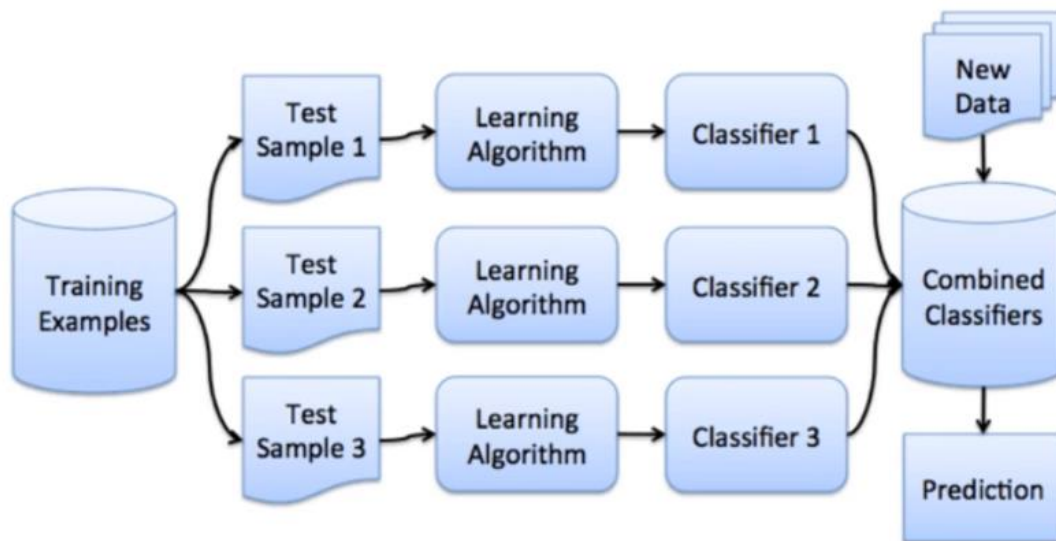 Training
Examples
Test
Sample 1
Learning
Algorithm
Classifier 1
Test
Sample 2
Learning
Algorithm
Classifier 2
Test
Sample 3
Learning
Algorithm
Classifier 3
New
Data
Combined
Classifiers
Prediction